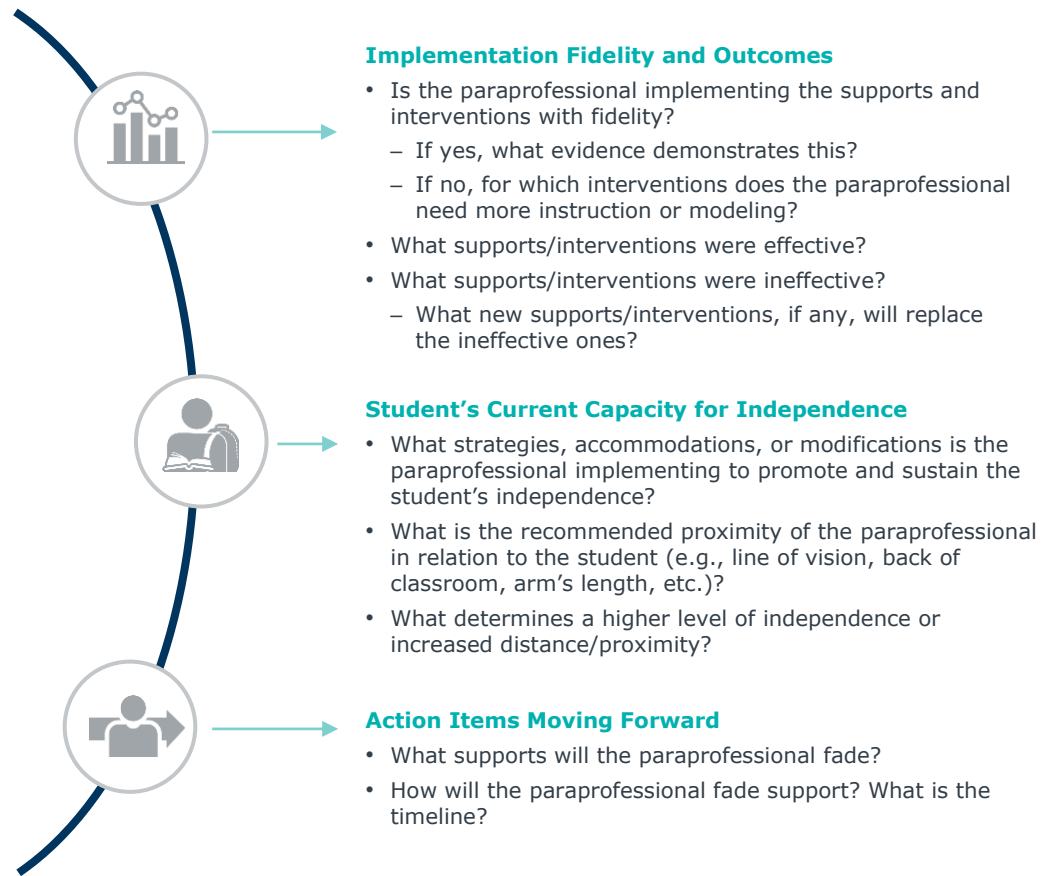 Implementation Fidelity and Outcomes
• Is the paraprofessional implementing the supports and
interventions with fidelity?
– If yes, what evidence demonstrates this?
– If no, for which interventions does the paraprofessional
need more instruction or modeling?
• What supports/interventions were effective?
• What supports/interventions were ineffective?
– What new supports/interventions, if any, will replace
the ineffective ones?
Student’s Current Capacity for Independence
• What strategies, accommodations, or modifications is the
paraprofessional implementing to promote and sustain the
student’s independence?
• What is the recommended proximity of the paraprofessional
in relation to the student (e.g., line of vision, back of
classroom, arm’s length, etc.)?
• What determines a higher level of independence or
increased distance/proximity?
Action Items Moving Forward
• What supports will the paraprofessional fade?
• How will the paraprofessional fade support? What is the
timeline?